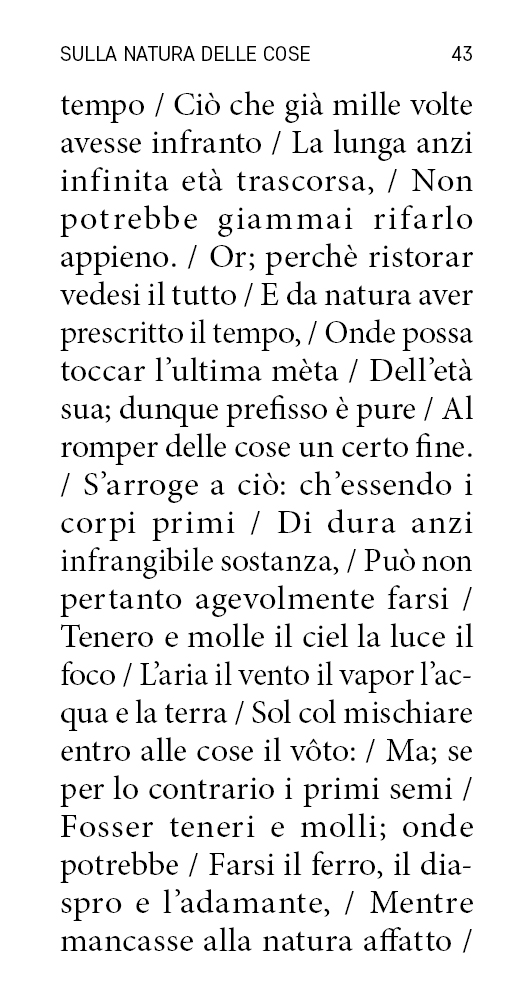 SULLA NATURA DELLE COSE 43
tempo / Ciò che già mille volte
avesse infranto / La lunga anzi
infinita età trascorsa, / Non
potrebbe giammai rifarlo
appieno. / Or; perchè ristorar
vedesi il tutto / E da natura aver
prescritto il tempo, / Onde possa
toccar l’ultima mèta / Dell’età
sua; dunque prefisso è pure / Al
romper delle cose un certo fine.
/ S’arroge a ciò: ch’essendo i
corpi primi / Di dura anzi
infrangibile sostanza, / Può non
pertanto agevolmente farsi /
Tenero e molle il ciel la luce il
foco / L’aria il vento il vapor l’ac-
qua e la terra / Sol col mischiare
entro alle cose il vôto: / Ma; se
per lo contrario i primi semi /
Fosser teneri e molli; onde
potrebbe / Farsi il ferro, il dia-
spro e l’adamante, / Mentre
mancasse alla natura affatto /